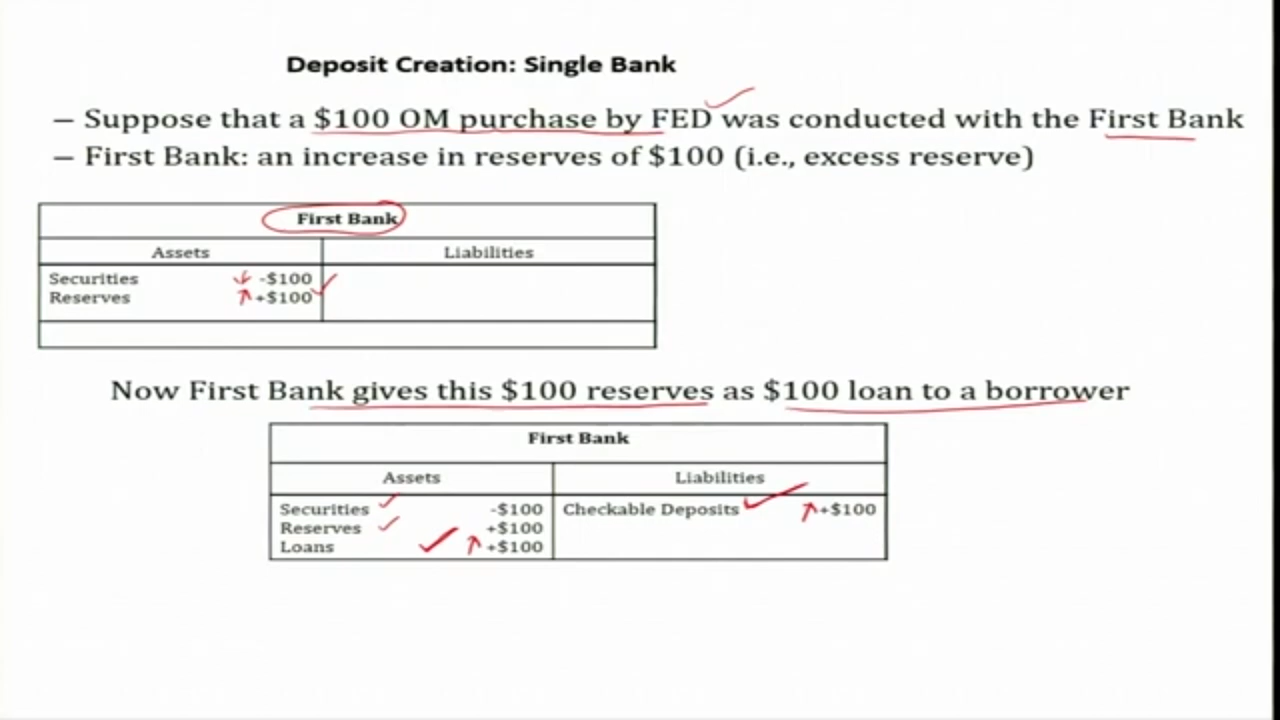 Deposit Creation: Single Bank
– Suppose that a $100 OM purchase by FED was conducted with the First Bank
– First Bank: an increase in reserves of $100 (i.e., excess reserve)
First Bank
Assets Liabilities
Securities -$100
Reserves +$100
Now First Bank gives this $100 reserves as $100 loan to a borrower
First Bank
Assets Liabilities
Securities -$100 Checkable Deposits +$100
Reserves +$100
Loans +$100